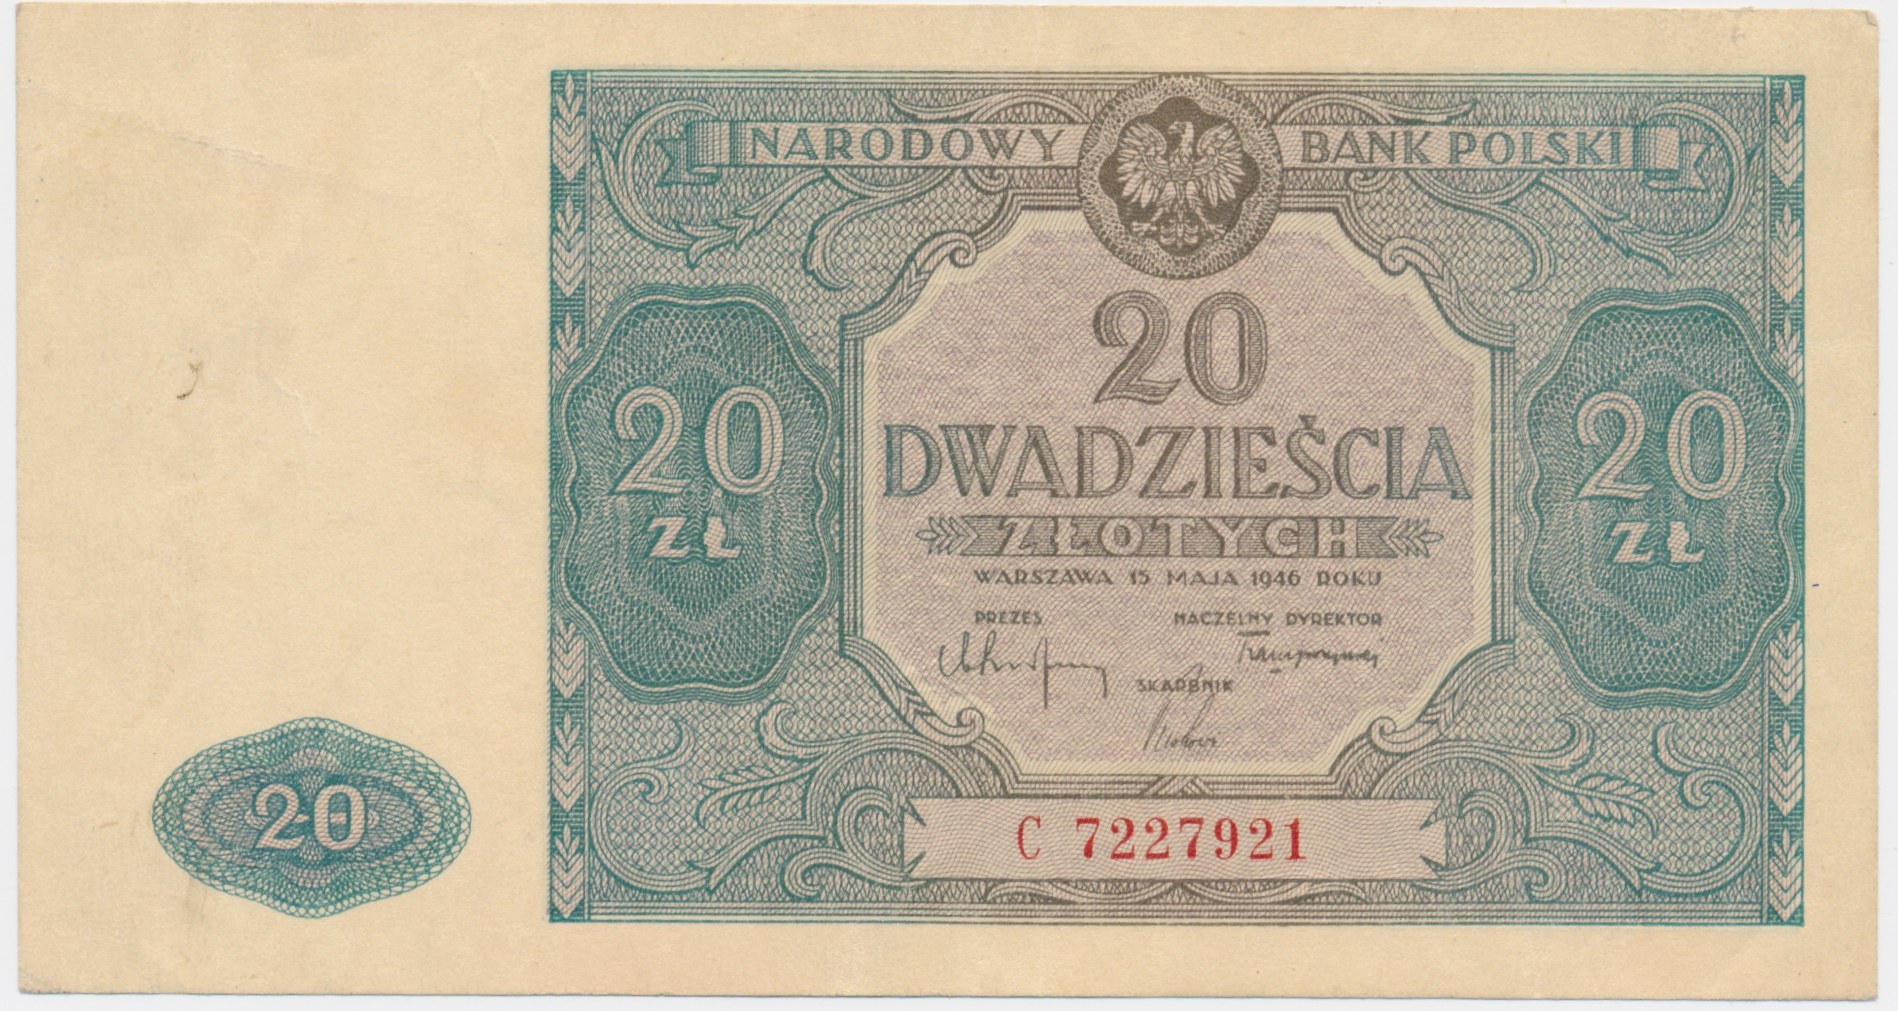 NARODOWY BANK POLSKI
20
20 ZŁ
20 ZŁ
DWADZIEŚCIA
ZŁOTYCH
WARSZAWA 15 MAJA 1946 ROKU
PREZES NACZELNY DYREKTOR
SKARBNIK
20
C 7227921